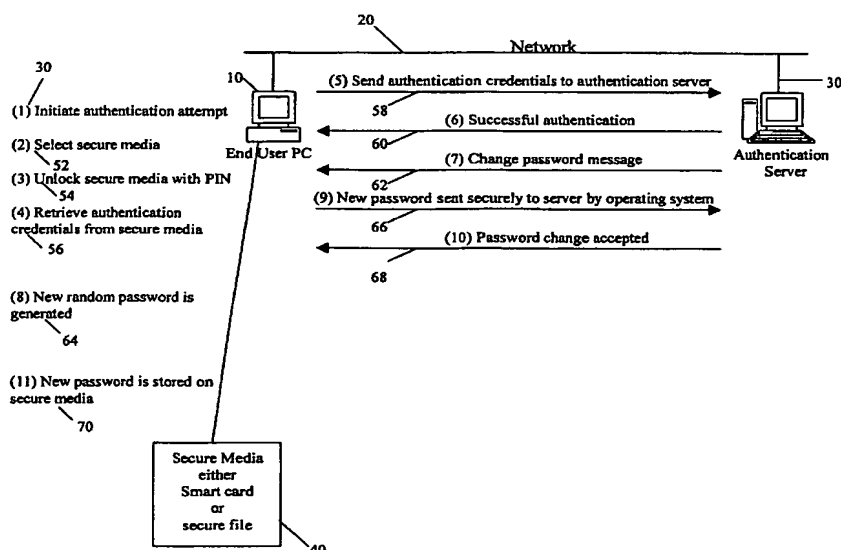 20
Network
10
30
30
(5) Send authentication credentials to authentication server
58
(1) Initiate authentication attempt
(6) Successful authentication
60
(2) Select secure media
52
End User PC
Authentication
Server
(7) Change password message
62
(3) Unlock secure media with PIN
54
(9) New password sent securely to server by operating system
66
(4) Retrieve authentication
credentials from secure media
56
(10) Password change accepted
68
(8) New random password is
generated
64
(11) New password is stored on
secure media
70
Secure Media
either
Smart card
or
secure file
40